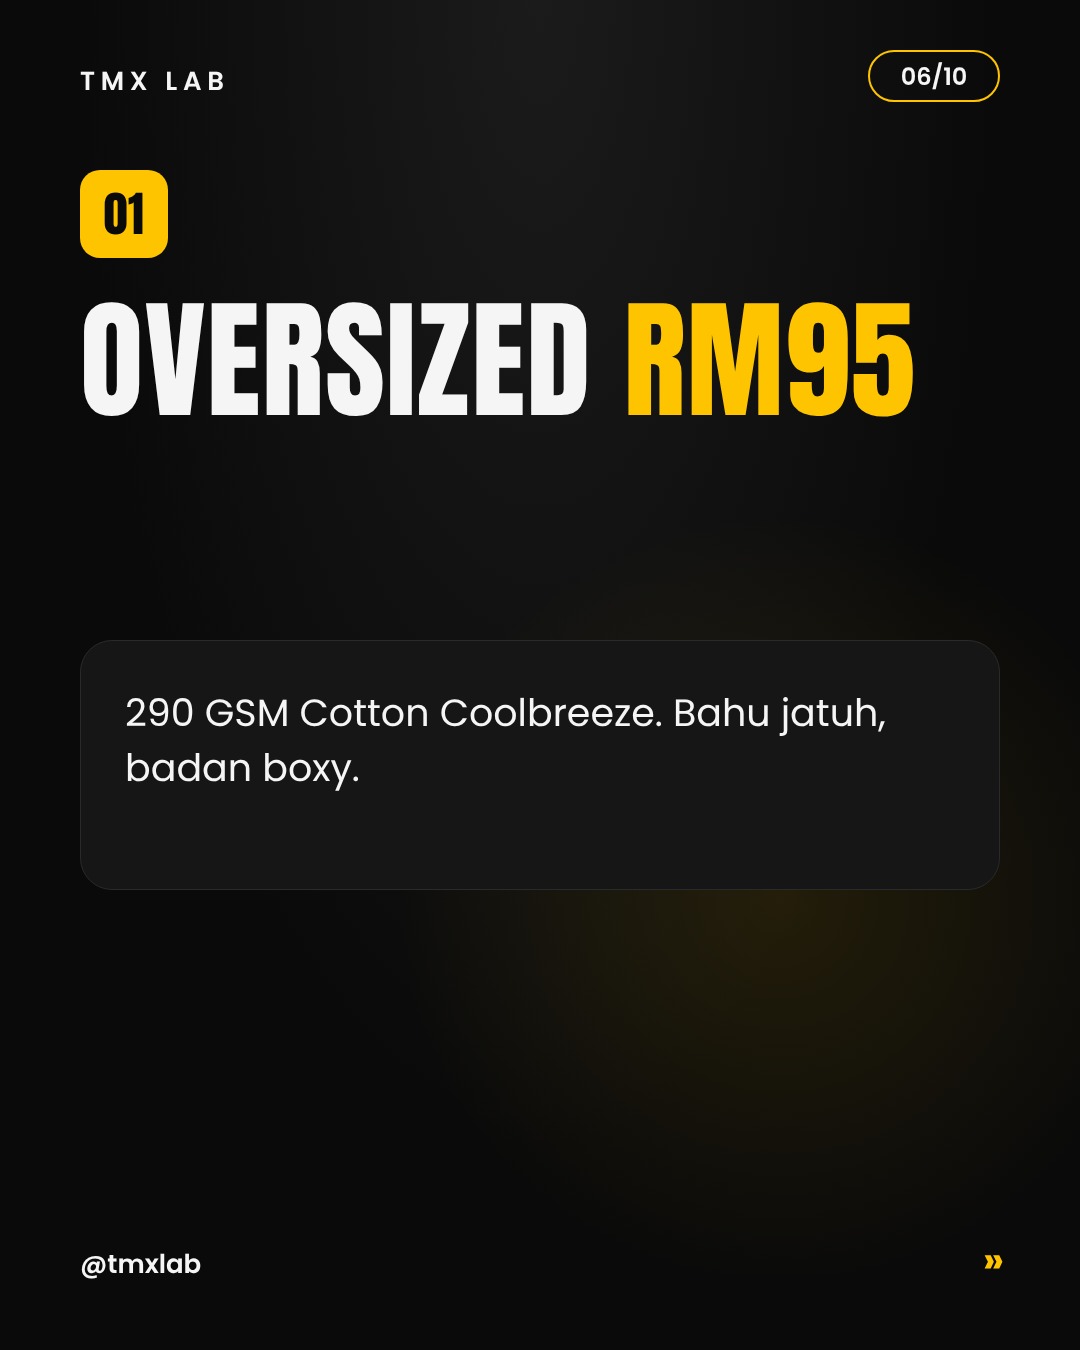 TMX LAB
06/10
01
OVERSIZED RM95
290 GSM Cotton Coolbreeze. Bahu jatuh,
badan boxy.
@tmxlab
»